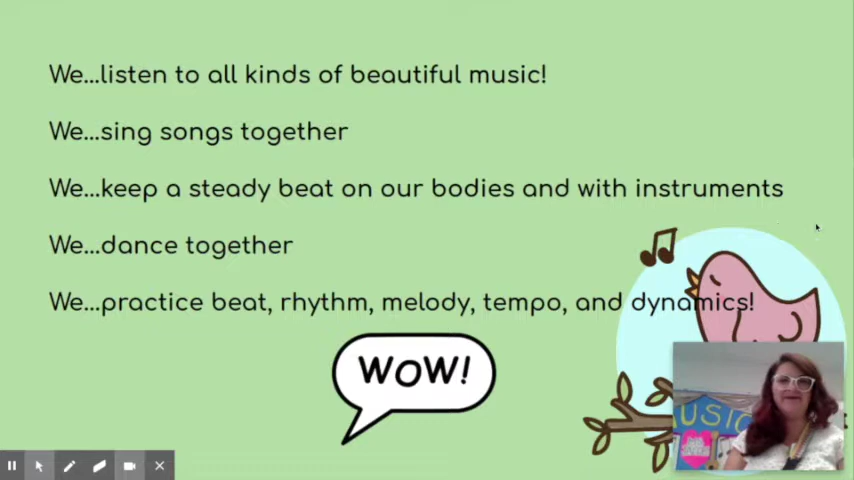 We...listen to all kinds of beautiful music!
We...sing songs together
We...keep a steady beat on our bodies and with instruments
We...dance together
We...practice beat, rhythm, melody, tempo, and dynamics!
WOW!
MUSIC